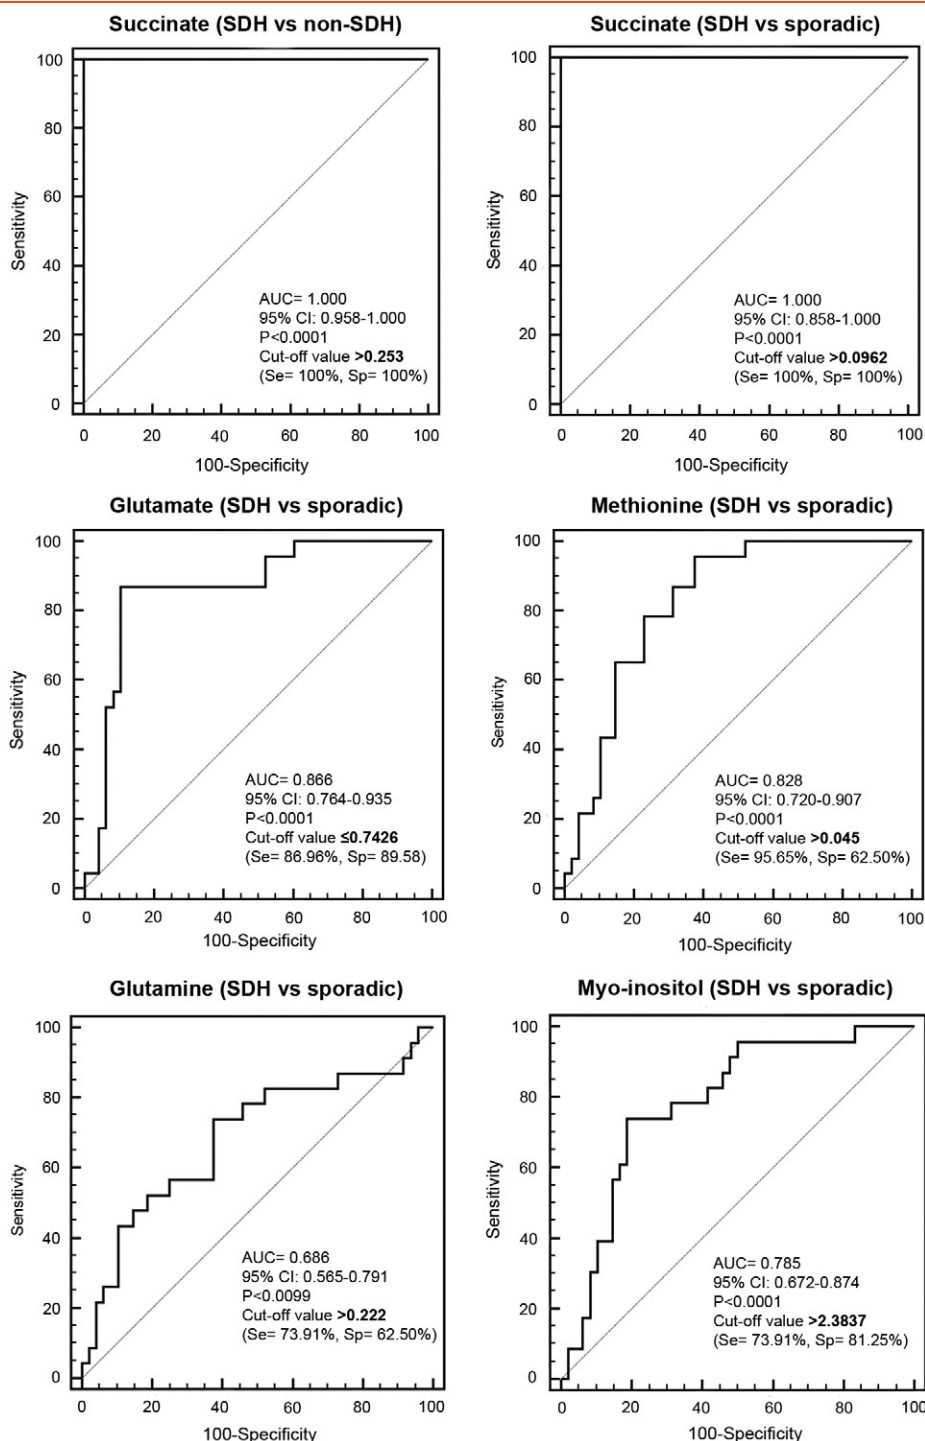 Succinate (SDH vs non-SDH)
Sensitivity
100
80
60
40
20
0
AUC= 1.000
95% CI: 0.958-1.000
P<0.0001
Cut-off value >0.253
(Se= 100%, Sp= 100%)
0 20 40 60 80 100
100-Specificity
Succinate (SDH vs sporadic)
Sensitivity
100
80
60
40
20
0
AUC= 1.000
95% CI: 0.858-1.000
P<0.0001
Cut-off value >0.0962
(Se= 100%, Sp= 100%)
0 20 40 60 80 100
100-Specificity
Glutamate (SDH vs sporadic)
Sensitivity
100
80
60
40
20
0
AUC= 0.866
95% CI: 0.764-0.935
P<0.0001
Cut-off value ≤0.7426
(Se= 86.96%, Sp= 89.58)
0 20 40 60 80 100
100-Specificity
Methionine (SDH vs sporadic)
Sensitivity
100
80
60
40
20
0
AUC= 0.828
95% CI: 0.720-0.907
P<0.0001
Cut-off value >0.045
(Se= 95.65%, Sp= 62.50%)
0 20 40 60 80 100
100-Specificity
Glutamine (SDH vs sporadic)
Sensitivity
100
80
60
40
20
0
AUC= 0.686
95% CI: 0.565-0.791
P<0.0099
Cut-off value >0.222
(Se= 73.91%, Sp= 62.50%)
0 20 40 60 80 100
100-Specificity
Myo-inositol (SDH vs sporadic)
Sensitivity
100
80
60
40
20
0
AUC= 0.785
95% CI: 0.672-0.874
P<0.0001
Cut-off value >2.3837
(Se= 73.91%, Sp= 81.25%)
0 20 40 60 80 100
100-Specificity